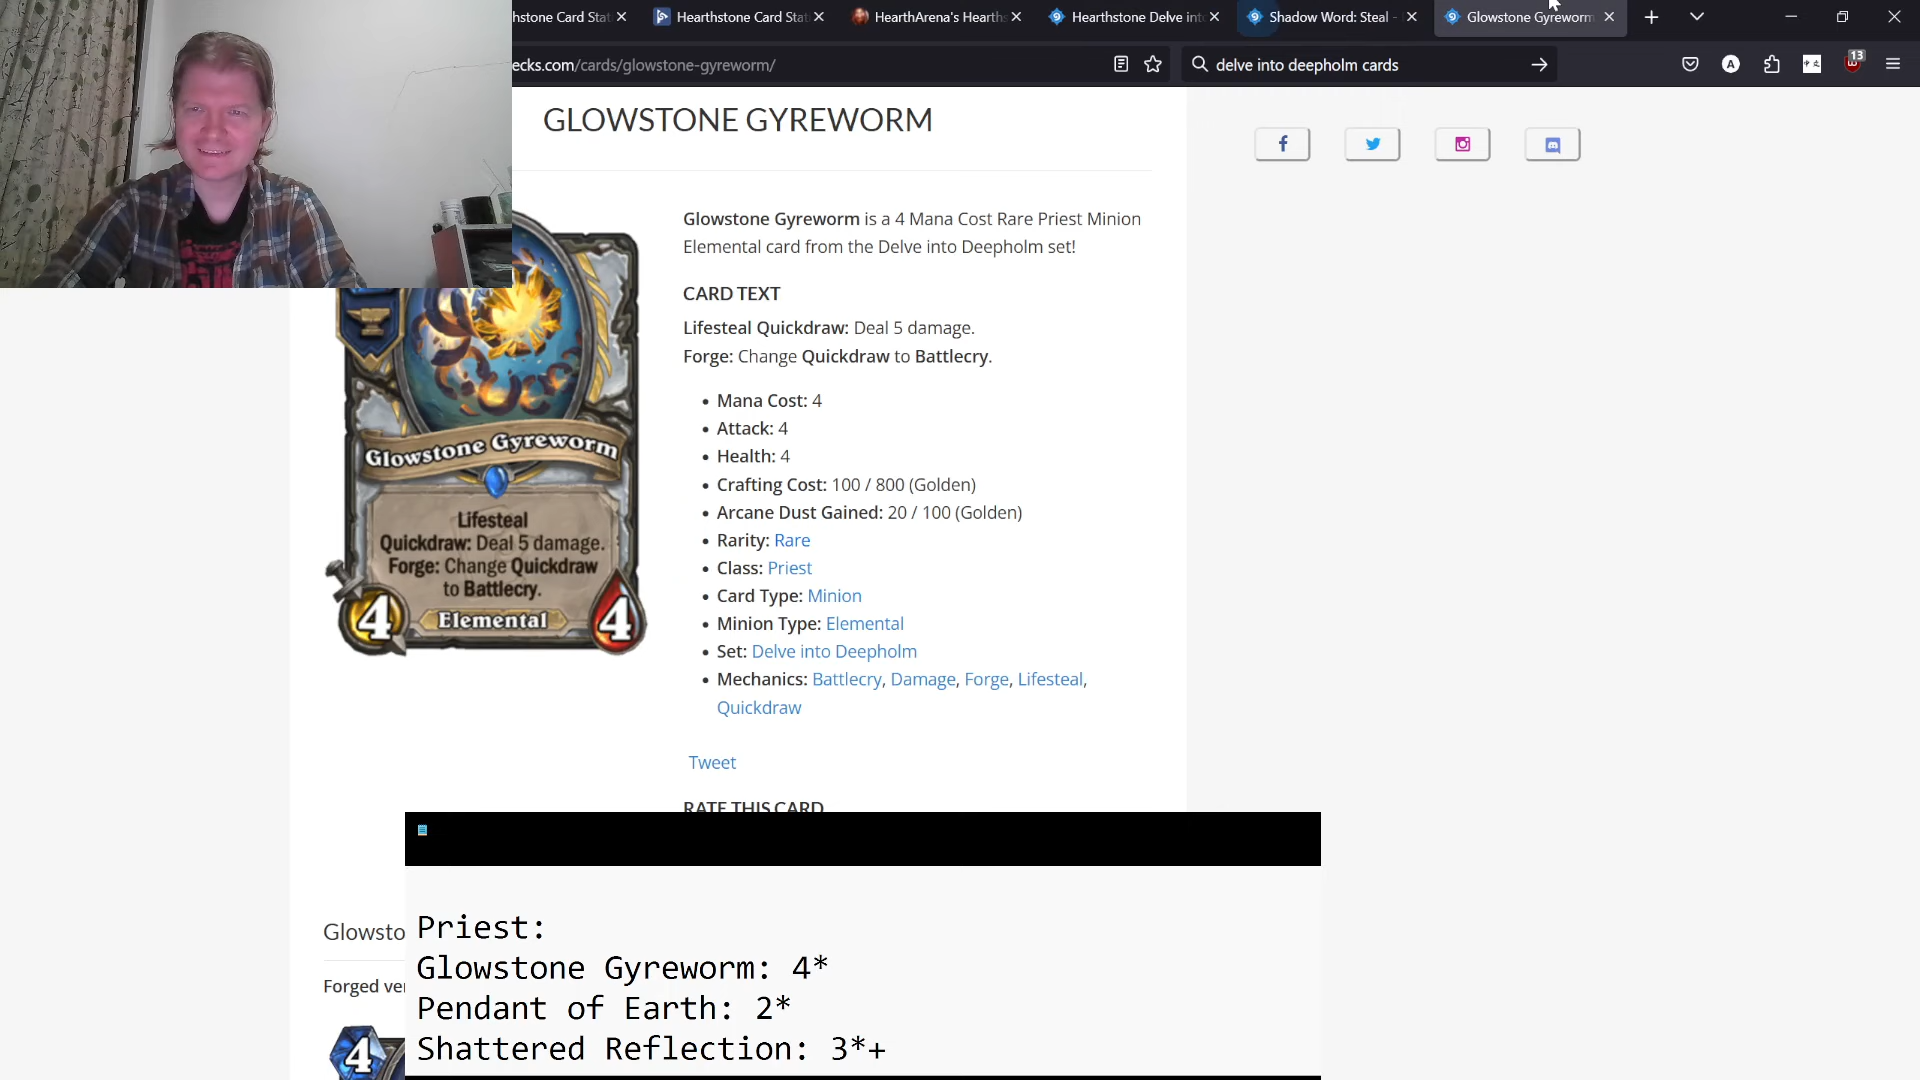 hstone Card Stat
Hearthstone Card Stat
HearthArena's Hearths
Hearthstone Delve into
Shadow Word: Steal -
Glowstone Gyreworm
ecks.com/cards/glowstone-gyreworm/
delve into deepholm cards
A
13
GLOWSTONE GYREWORM
Glowstone Gyreworm is a 4 Mana Cost Rare Priest Minion
Elemental card from the Delve into Deepholm set!
CARD TEXT
Lifesteal Quickdraw: Deal 5 damage.
Forge: Change Quickdraw to Battlecry.
Mana Cost: 4
Attack: 4
Health: 4
Crafting Cost: 100 / 800 (Golden)
Arcane Dust Gained: 20 / 100 (Golden)
Rarity: Rare
Class: Priest
Card Type: Minion
Minion Type: Elemental
Set: Delve into Deepholm
Mechanics: Battlecry, Damage, Forge, Lifesteal,
Quickdraw
Glowstone Gyreworm
Lifesteal
Quickdraw: Deal 5 damage.
Forge: Change Quickdraw
to Battlecry.
4
Elemental
4
Tweet
RATE THIS CARD
Glowsto
Forged ver
4
Priest:
Glowstone Gyreworm: 4*
Pendant of Earth: 2*
Shattered Reflection: 3*+